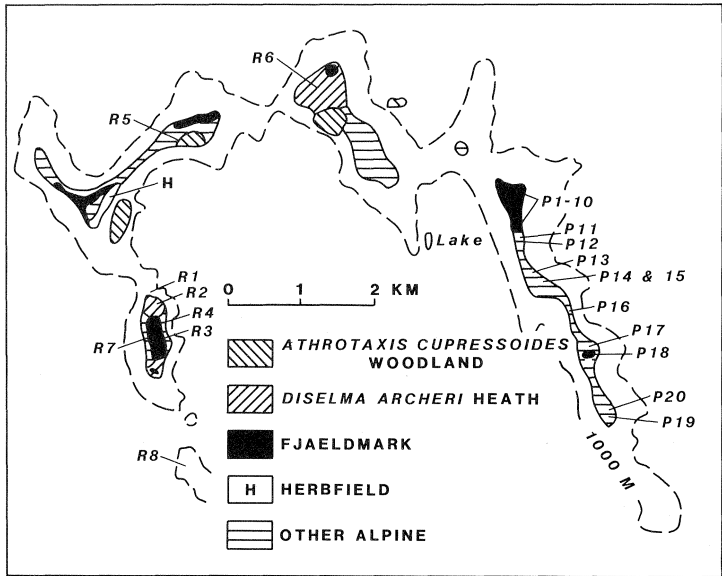 R6
R5
H
P1-10
P11
Lake
P12
P13
P14 & 15
R1
R2
0 1 2 KM
P16
R4
R3
R7
P17
P18
ATHROTAXIS CUPRESSOIDES
WOODLAND
DISELMA ARCHERI HEATH
P20
P19
FJAELDMARK
1000 M
R8
H HERBFIELD
OTHER ALPINE